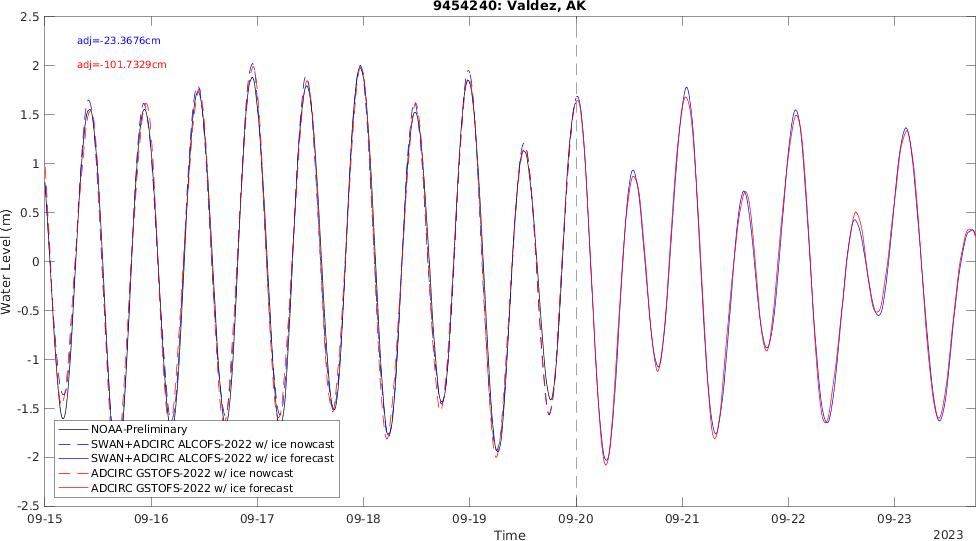 9454240: Valdez, AK
adj=-23.3676cm
adj=-101.7329cm
Water Level (m)
2.5
2
1.5
1
0.5
0
-0.5
-1
-1.5
-2
-2.5
NOAA-Preliminary
SWAN+ADCIRC ALCOFS-2022 w/ ice nowcast
SWAN+ADCIRC ALCOFS-2022 w/ ice forecast
ADCIRC GSTOFS-2022 w/ ice nowcast
ADCIRC GSTOFS-2022 w/ ice forecast
09-15 09-16 09-17 09-18 09-19 09-20 09-21 09-22 09-23
Time
2023